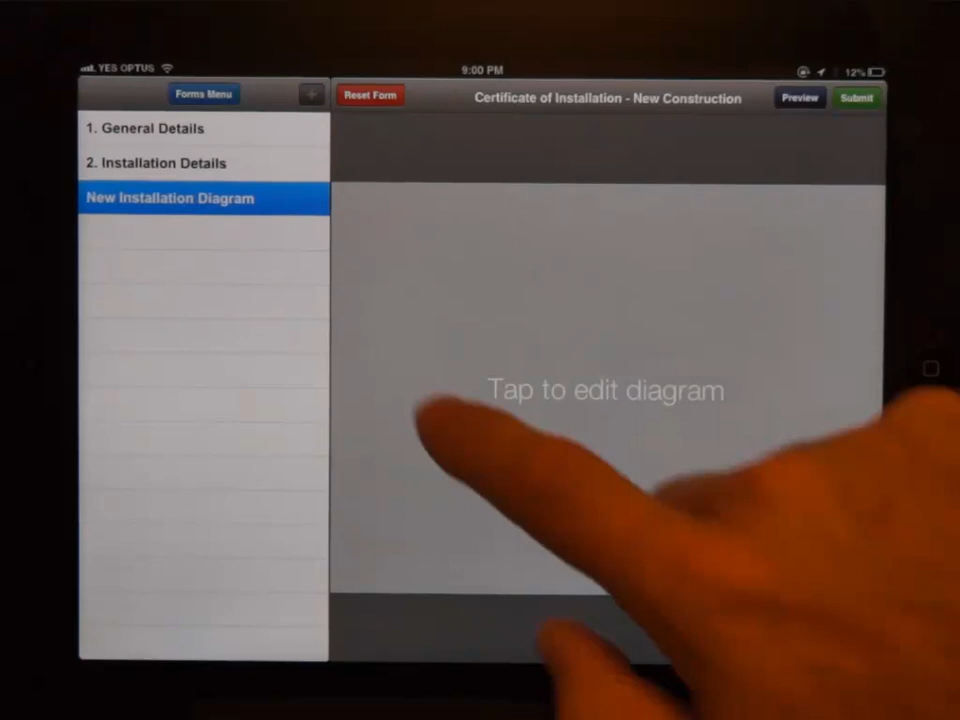 YES OPTUS
9:00 PM
12%
Forms Menu
+
Reset Form
Certificate of Installation - New Construction
Preview
Submit
1. General Details
2. Installation Details
New Installation Diagram
Tap to edit diagram